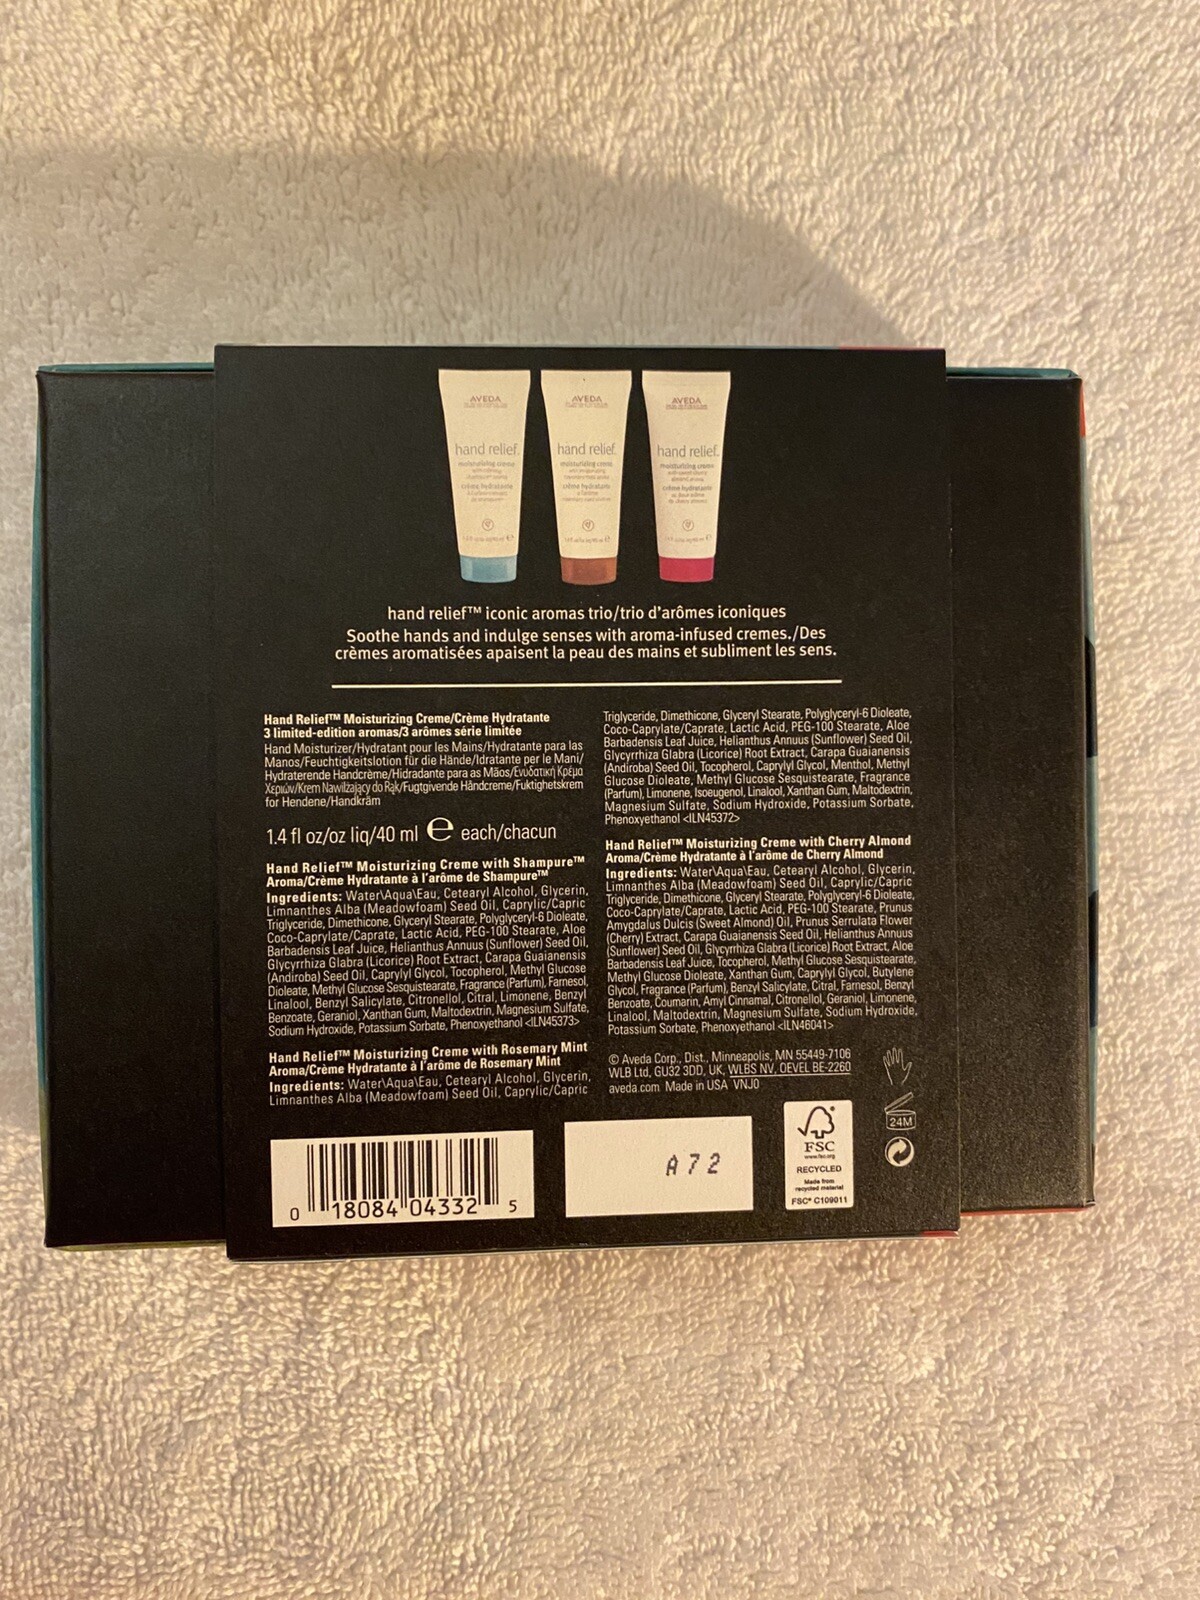 AVEDA
hand relief.
moisturizing creme
crème hydratante
AVEDA
hand relief.
moisturizing creme
crème hydratante
AVEDA
hand relief.
moisturizing creme
crème hydratante
hand relief™ iconic aromas trio/trio d'arômes iconiques
Soothe hands and indulge senses with aroma-infused cremes./Des
crèmes aromatisées apaisent la peau des mains et subliment les sens.
Hand Relief™ Moisturizing Creme/Crème Hydratante
3 limited-edition aromas/3 arômes série limitée
Hand Moisturizer/Hydratant pour les Mains/Hydratante para las
Manos/Feuchtigkeitslotion für die Hände/Idratante per le Mani/
Hydraterende Handcrème/Hidradante para as Mãos/Ενυδατική Κρέμα
Χεριών/Krem Nawilżający do Rąk/Fugtgivende Håndcreme/Fuktighetskrem
for Hendene/Handkräm
1.4 fl oz/oz liq/40 ml ℮ each/chacun
Hand Relief™ Moisturizing Creme with Shampure™
Aroma/Crème Hydratante à l'arôme de Shampure™
Ingredients: Water\Aqua\Eau, Cetearyl Alcohol, Glycerin,
Limnanthes Alba (Meadowfoam) Seed Oil, Caprylic/Capric
Triglyceride, Dimethicone, Glyceryl Stearate, Polyglyceryl-6 Dioleate,
Coco-Caprylate/Caprate, Lactic Acid, PEG-100 Stearate, Aloe
Barbadensis Leaf Juice, Helianthus Annuus (Sunflower) Seed Oil,
Glycyrrhiza Glabra (Licorice) Root Extract, Carapa Guaianensis
(Andiroba) Seed Oil, Caprylyl Glycol, Tocopherol, Methyl Glucose
Dioleate, Methyl Glucose Sesquistearate, Fragrance (Parfum), Farnesol,
Linalool, Benzyl Salicylate, Citronellol, Citral, Limonene, Benzyl
Benzoate, Geraniol, Xanthan Gum, Maltodextrin, Magnesium Sulfate,
Sodium Hydroxide, Potassium Sorbate, Phenoxyethanol <ILN45373>
Hand Relief™ Moisturizing Creme with Rosemary Mint
Aroma/Crème Hydratante à l'arôme de Rosemary Mint
Ingredients: Water\Aqua\Eau, Cetearyl Alcohol, Glycerin,
Limnanthes Alba (Meadowfoam) Seed Oil, Caprylic/Capric
Triglyceride, Dimethicone, Glyceryl Stearate, Polyglyceryl-6 Dioleate,
Coco-Caprylate/Caprate, Lactic Acid, PEG-100 Stearate, Aloe
Barbadensis Leaf Juice, Helianthus Annuus (Sunflower) Seed Oil,
Glycyrrhiza Glabra (Licorice) Root Extract, Carapa Guaianensis
(Andiroba) Seed Oil, Tocopherol, Caprylyl Glycol, Menthol, Methyl
Glucose Dioleate, Methyl Glucose Sesquistearate, Fragrance
(Parfum), Limonene, Isoeugenol, Linalool, Xanthan Gum, Maltodextrin,
Magnesium Sulfate, Sodium Hydroxide, Potassium Sorbate,
Phenoxyethanol <ILN45372>
Hand Relief™ Moisturizing Creme with Cherry Almond
Aroma/Crème Hydratante à l'arôme de Cherry Almond
Ingredients: Water\Aqua\Eau, Cetearyl Alcohol, Glycerin,
Limnanthes Alba (Meadowfoam) Seed Oil, Caprylic/Capric
Triglyceride, Dimethicone, Glyceryl Stearate, Polyglyceryl-6 Dioleate,
Coco-Caprylate/Caprate, Lactic Acid, PEG-100 Stearate, Prunus
Amygdalus Dulcis (Sweet Almond) Oil, Prunus Serrulata Flower
(Cherry) Extract, Carapa Guaianensis Seed Oil, Helianthus Annuus
(Sunflower) Seed Oil, Glycyrrhiza Glabra (Licorice) Root Extract, Aloe
Barbadensis Leaf Juice, Tocopherol, Methyl Glucose Sesquistearate,
Methyl Glucose Dioleate, Xanthan Gum, Caprylyl Glycol, Butylene
Glycol, Fragrance (Parfum), Benzyl Salicylate, Citral, Farnesol, Benzyl
Benzoate, Coumarin, Amyl Cinnamal, Citronellol, Geraniol, Limonene,
Linalool, Maltodextrin, Magnesium Sulfate, Sodium Hydroxide,
Potassium Sorbate, Phenoxyethanol <ILN46041>
© Aveda Corp., Dist., Minneapolis, MN 55449-7106
WLB Ltd, GU32 3DD, UK, WLBS NV, OEVEL BE-2260
aveda.com Made in USA VNJ0
24M
0 18084 04332 5
A72
FSC
www.fsc.org
RECYCLED
Made from
recycled material
FSC® C109011